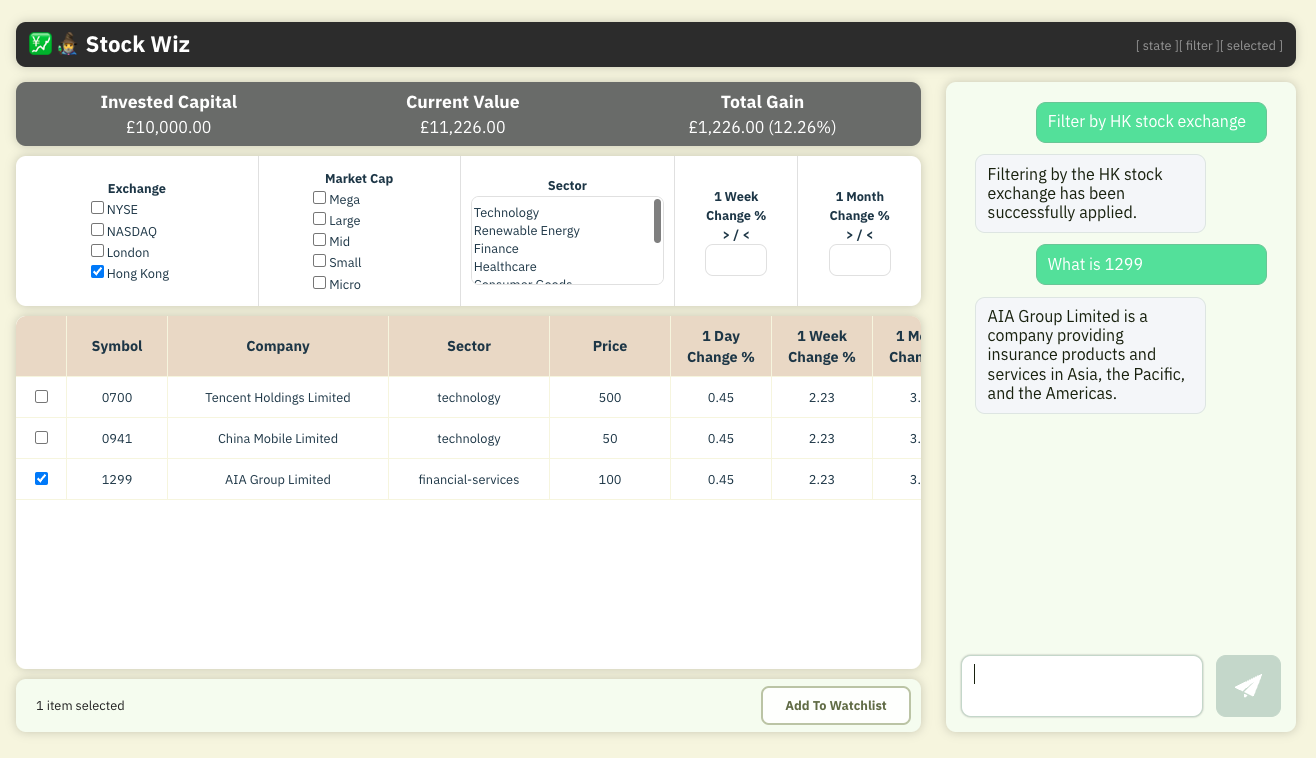 Stock Wiz
[ state ][ filter ][ selected ]
Invested Capital
£10,000.00
Current Value
£11,226.00
Total Gain
£1,226.00 (12.26%)
Exchange
NYSE
NASDAQ
London
Hong Kong
Market Cap
Mega
Large
Mid
Small
Micro
Sector
Technology
Renewable Energy
Finance
Healthcare
Consumer Goods
1 Week
Change %
> / <
1 Month
Change %
> / <
Symbol Company Sector Price 1 Day Change % 1 Week Change % 1
0700 Tencent Holdings Limited technology 500 0.45 2.23 3.
0941 China Mobile Limited technology 50 0.45 2.23 3.
1299 AIA Group Limited financial-services 100 0.45 2.23 3.
1 item selected
Add To Watchlist
Filter by HK stock exchange
Filtering by the HK stock
exchange has been
successfully applied.
What is 1299
AIA Group Limited is a
company providing
insurance products and
services in Asia, the Pacific,
and the Americas.